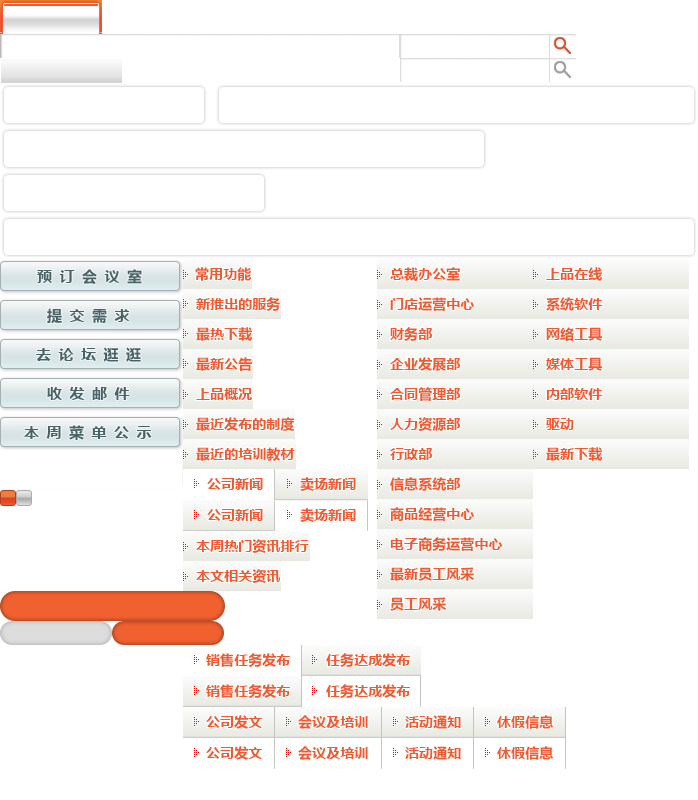 预订会议室
提交需求
去论坛逛逛
收发邮件
本周菜单公示
常用功能
新推出的服务
最热下载
最新公告
上品概况
最近发布的制度
最近的培训教材
公司新闻 卖场新闻
公司新闻 卖场新闻
本周热门资讯排行
本文相关资讯
总裁办公室
门店运营中心
财务部
企业发展部
合同管理部
人力资源部
行政部
信息系统部
商品经营中心
电子商务运营中心
最新员工风采
员工风采
上品在线
系统软件
网络工具
媒体工具
内部软件
驱动
最新下载
销售任务发布 任务达成发布
销售任务发布 任务达成发布
公司发文 会议及培训 活动通知 休假信息
公司发文 会议及培训 活动通知 休假信息